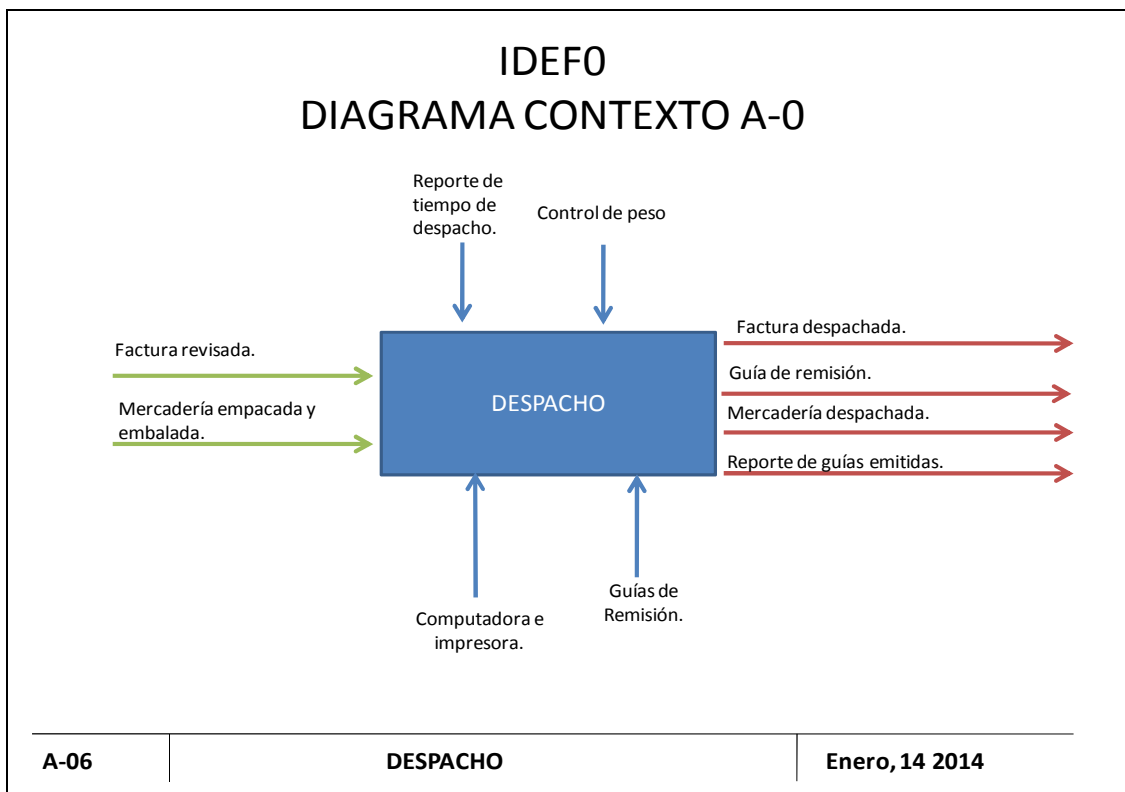 IDEF0
DIAGRAMA CONTEXTO A-0
Reporte de
tiempo de
despacho.
Control de peso
Factura revisada.
Mercadería empacada y
embalada.
DESPACHO
Factura despachada.
Guía de remisión.
Mercadería despachada.
Reporte de guías emitidas.
Computadora e
impresora.
Guías de
Remisión.
A-06
DESPACHO
Enero, 14 2014